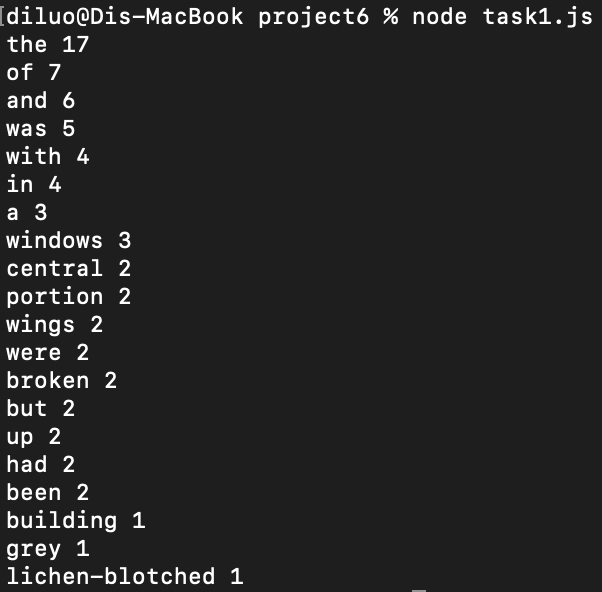 [diluo@Dis-MacBook project6 % node task1.js
the 17
of 7
and 6
was 5
with 4
in 4
a 3
windows 3
central 2
portion 2
wings 2
were 2
broken 2
but 2
up 2
had 2
been 2
building 1
grey 1
lichen-blotched 1